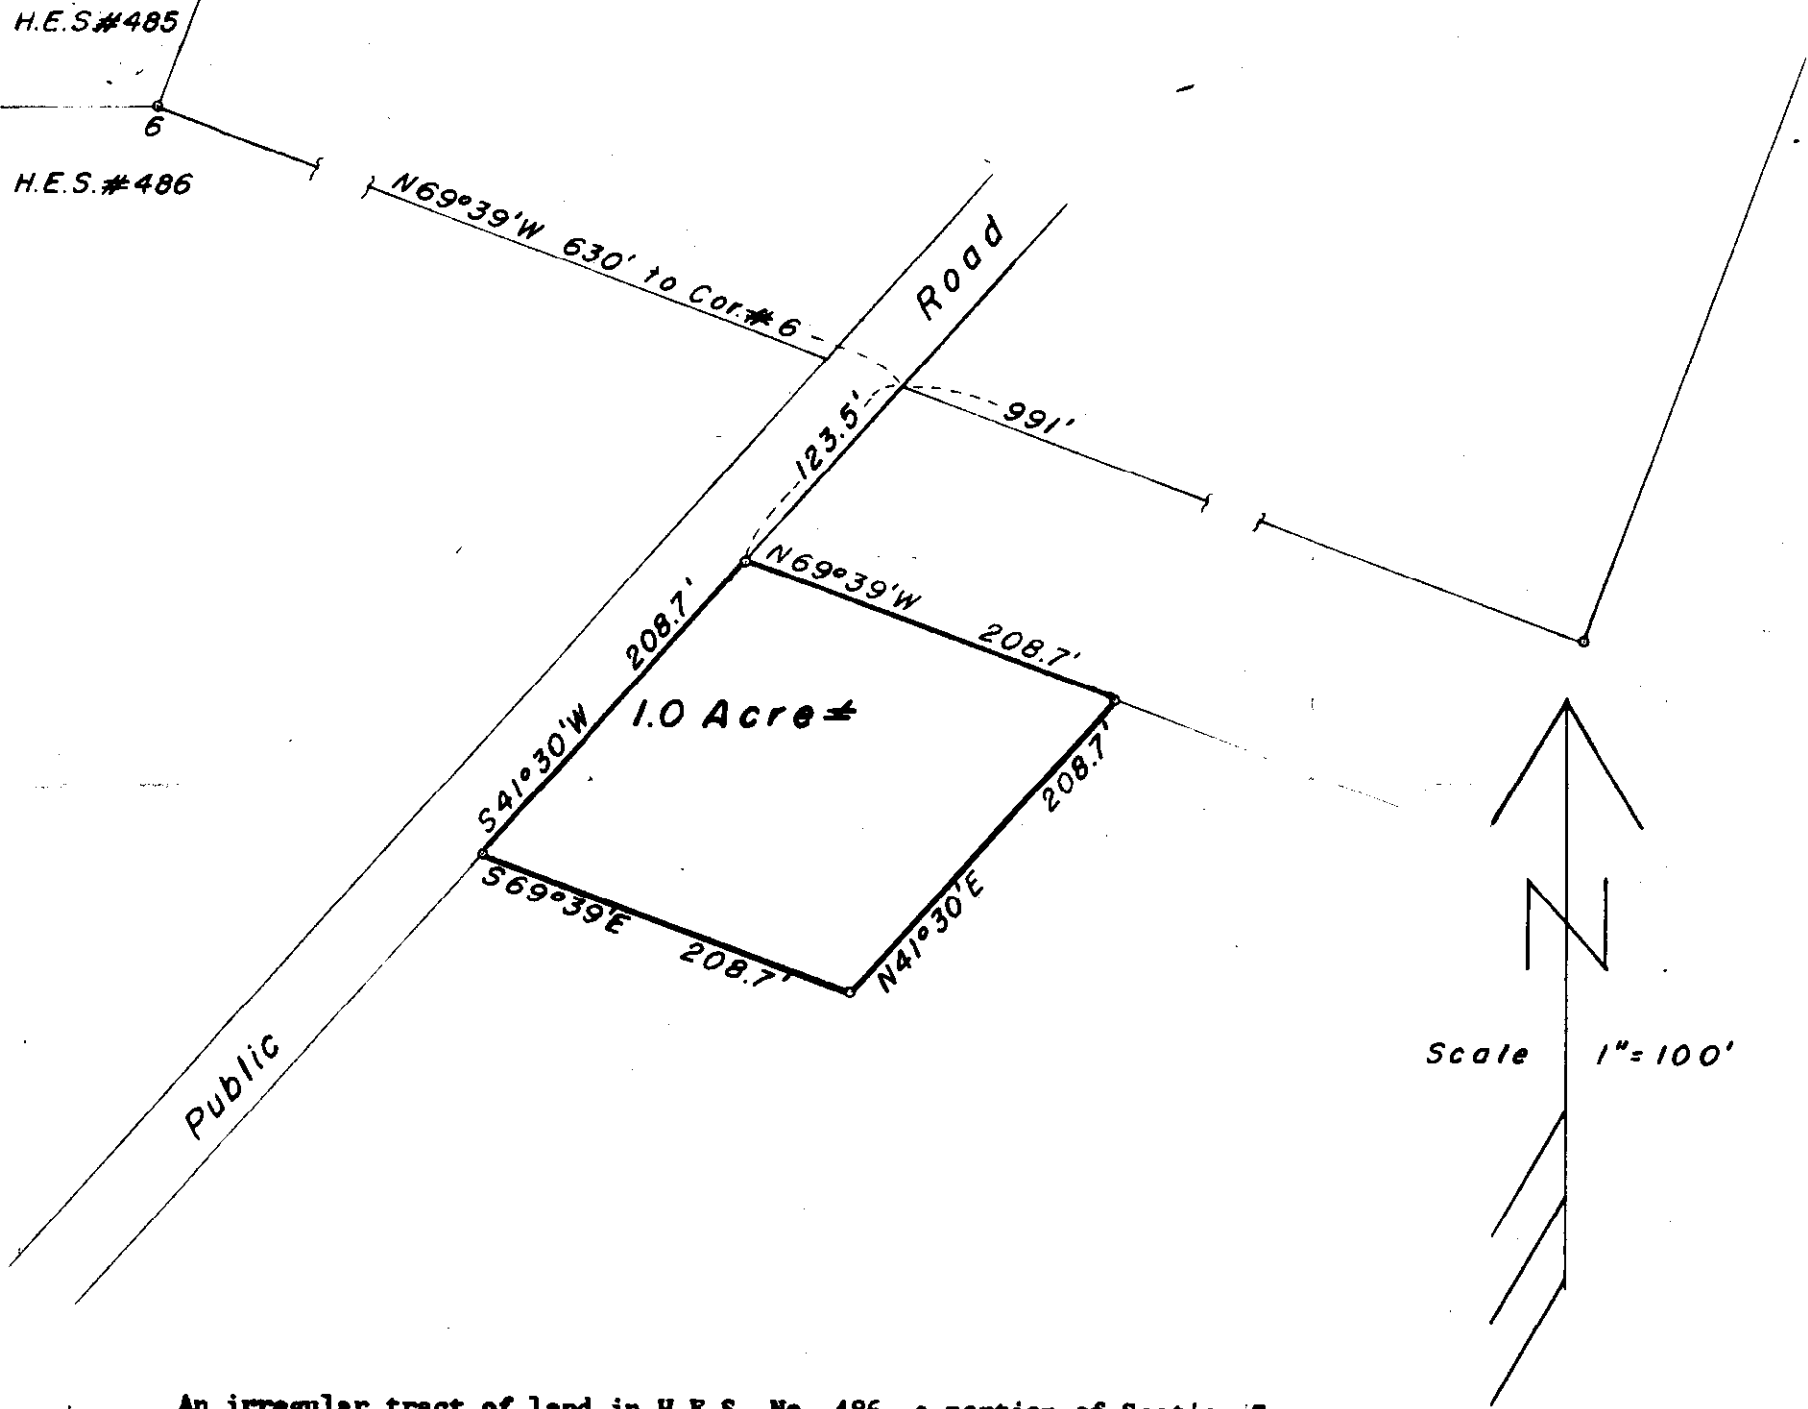 H.E.S.#485
6
H.E.S.#486
N69°39'W 630' to Cor.#6
Road
991'
123.5'
N69°39'W 208.7'
S41°30'W 208.7'
1.0 Acre±
208.7'
N41°30'E
S69°39'E 208.7'
N
Scale 1"=100'
Public
An irregular tract of land in H.E.S. No. 486, a portion of Section